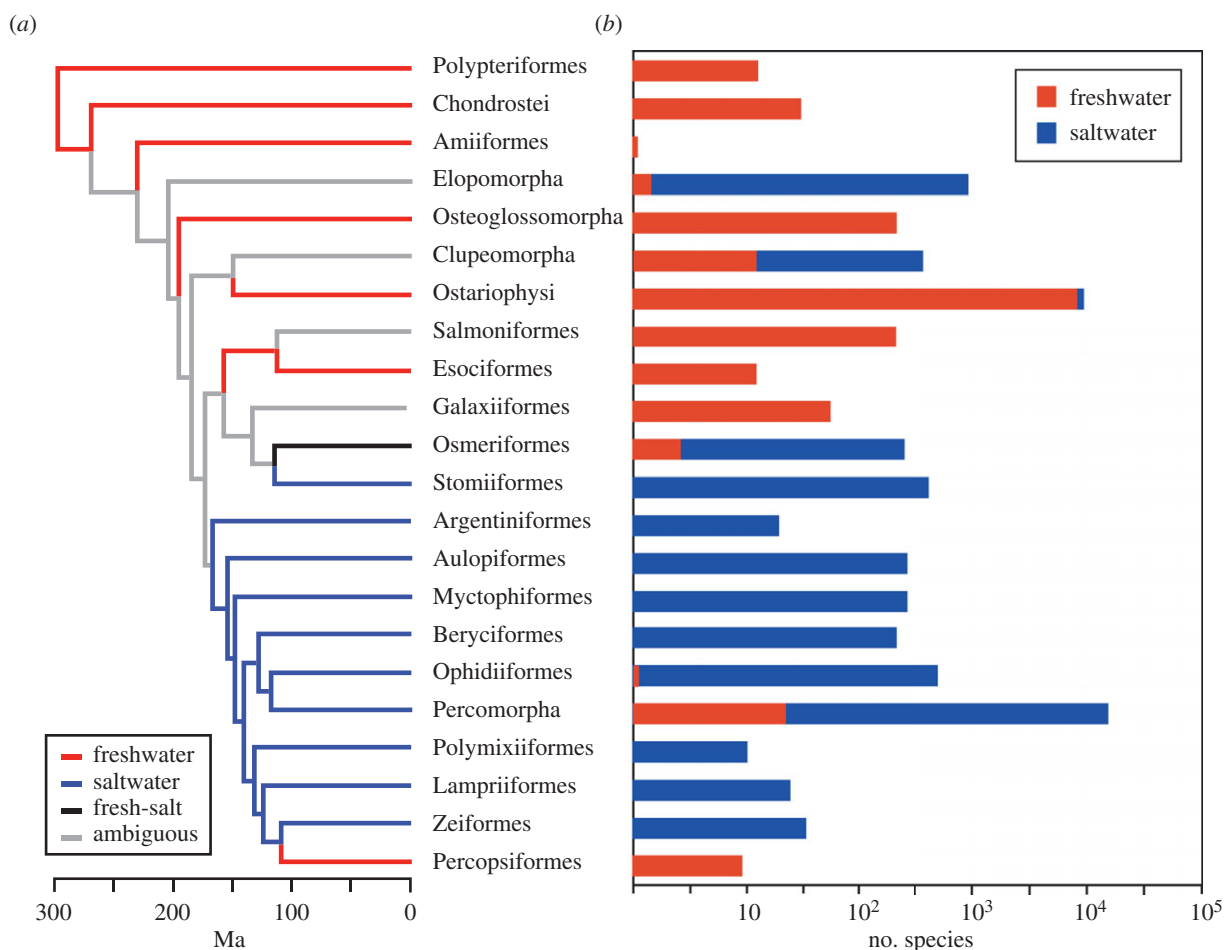 (a)
Polypteriformes
Chondrostei
Amiiformes
Elopomorpha
Osteoglossomorpha
Clupeomorpha
Ostariophysi
Salmoniformes
Esociformes
Galaxiiformes
Osmeriformes
Stomiiformes
Argentiniformes
Aulopiformes
Myctophiformes
Beryciformes
Ophidiiformes
Percomorpha
Polymixiiformes
Lampriiformes
Zeiformes
Percopsiformes
freshwater
saltwater
fresh-salt
ambiguous
300 200 100 0
Ma
(b)
freshwater
saltwater
10 10² 10³ 10⁴ 10⁵
no. species